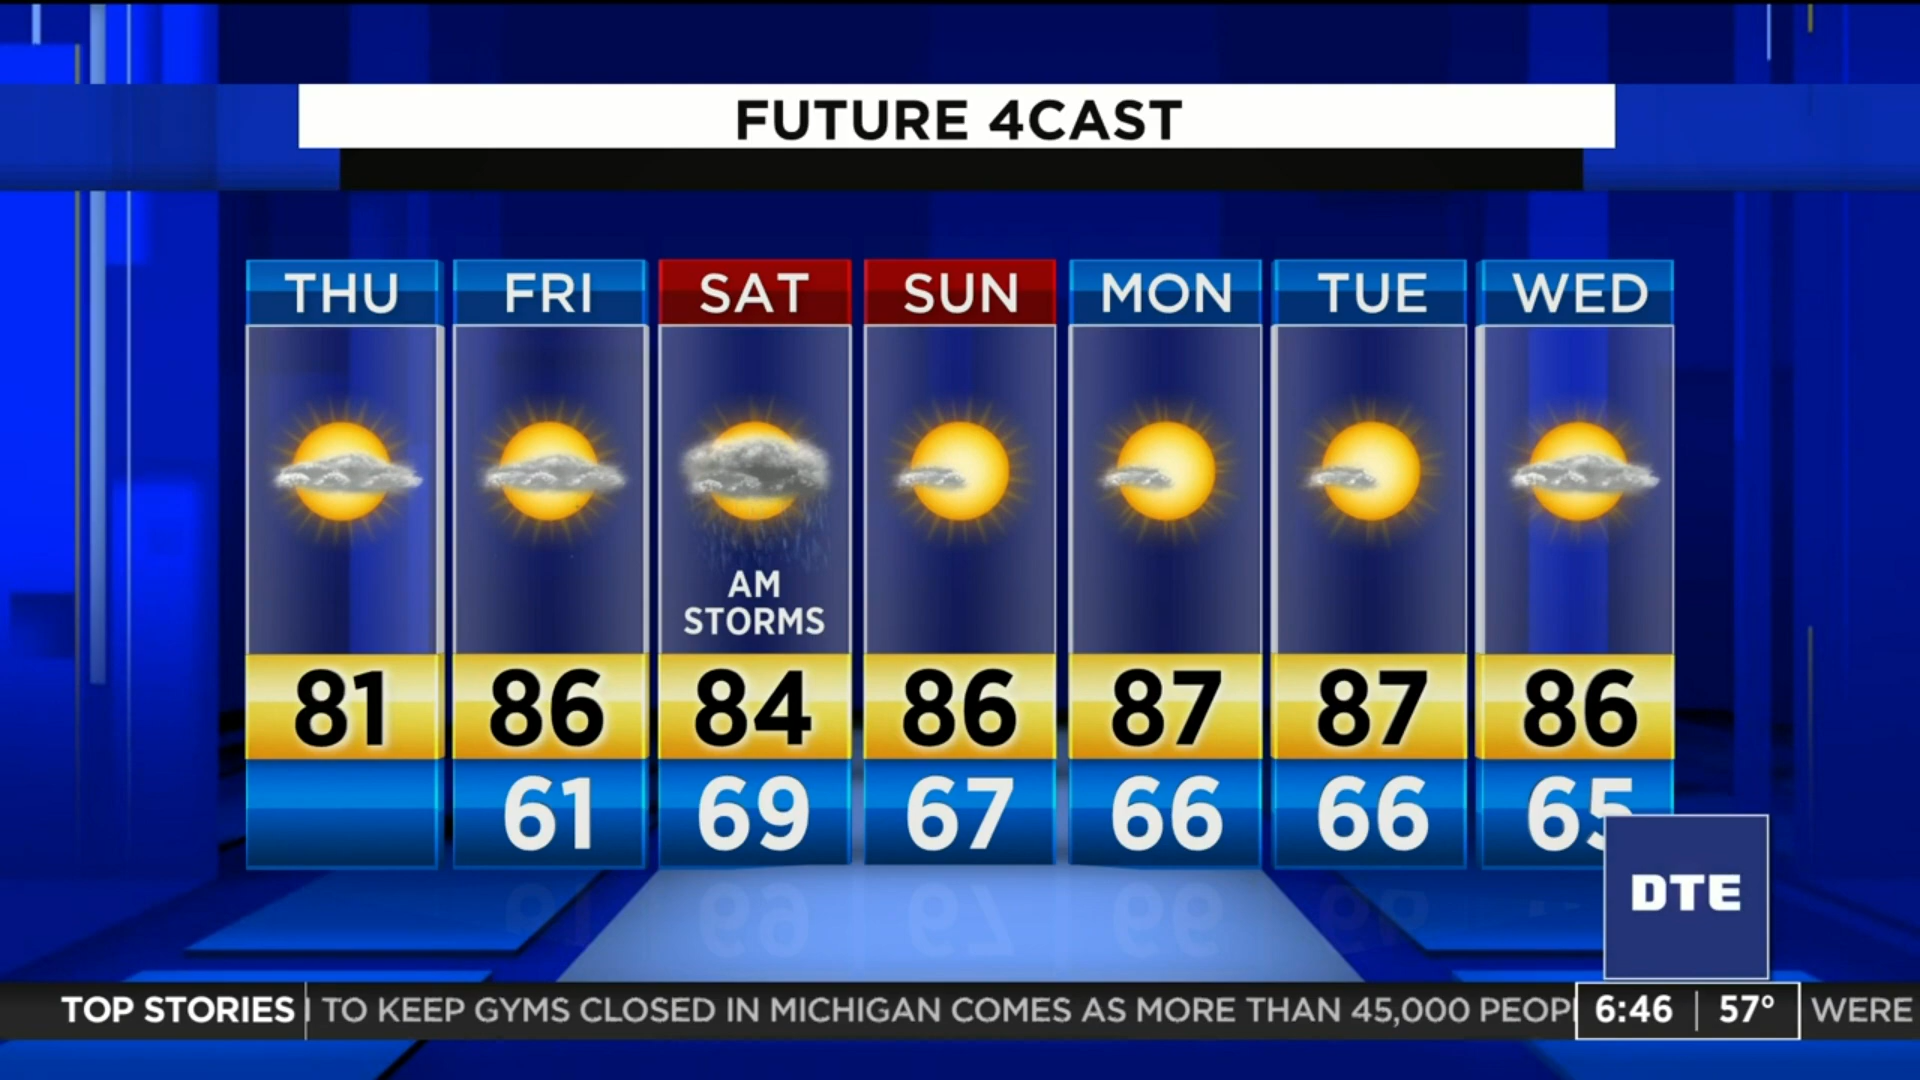 FUTURE 4CAST
THU FRI SAT SUN MON TUE WED
AM
STORMS
81 86 84 86 87 87 86
61 69 67 66 66 65
DTE
TOP STORIES TO KEEP GYMS CLOSED IN MICHIGAN COMES AS MORE THAN 45,000 PEOP 6:46 57° WERE